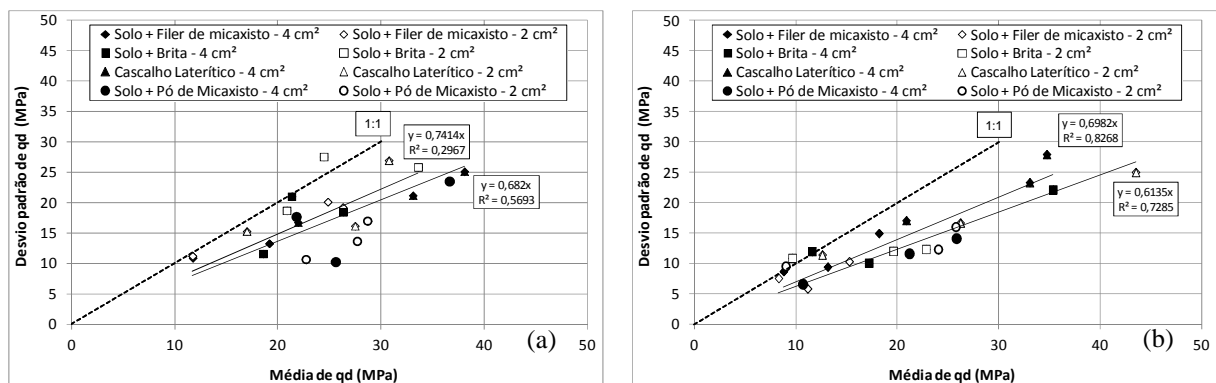 Desvio padrão de qd (MPa)
50
45
40
35
30
25
20
15
10
5
0
Solo + Filer de micaxisto - 4 cm²
Solo + Filer de micaxisto - 2 cm²
Solo + Brita - 4 cm²
Solo + Brita - 2 cm²
Cascalho Laterítico - 4 cm²
Cascalho Laterítico - 2 cm²
Solo + Pó de Micaxisto - 4 cm²
Solo + Pó de Micaxisto - 2 cm²
1:1
y = 0,7414x
R² = 0,2967
y = 0,682x
R² = 0,5693
(a)
0 10 20 30 40 50
Média de qd (MPa)
Desvio padrão de qd (MPa)
50
45
40
35
30
25
20
15
10
5
0
Solo + Filer de micaxisto - 4 cm²
Solo + Filer de micaxisto - 2 cm²
Solo + Brita - 4 cm²
Solo + Brita - 2 cm²
Cascalho Laterítico - 4 cm²
Cascalho Laterítico - 2 cm²
Solo + Pó de Micaxisto - 4 cm²
Solo + Pó de Micaxisto - 2 cm²
1:1
y = 0,6982x
R² = 0,8268
y = 0,6135x
R² = 0,7285
(b)
0 10 20 30 40 50
Média de qd (MPa)